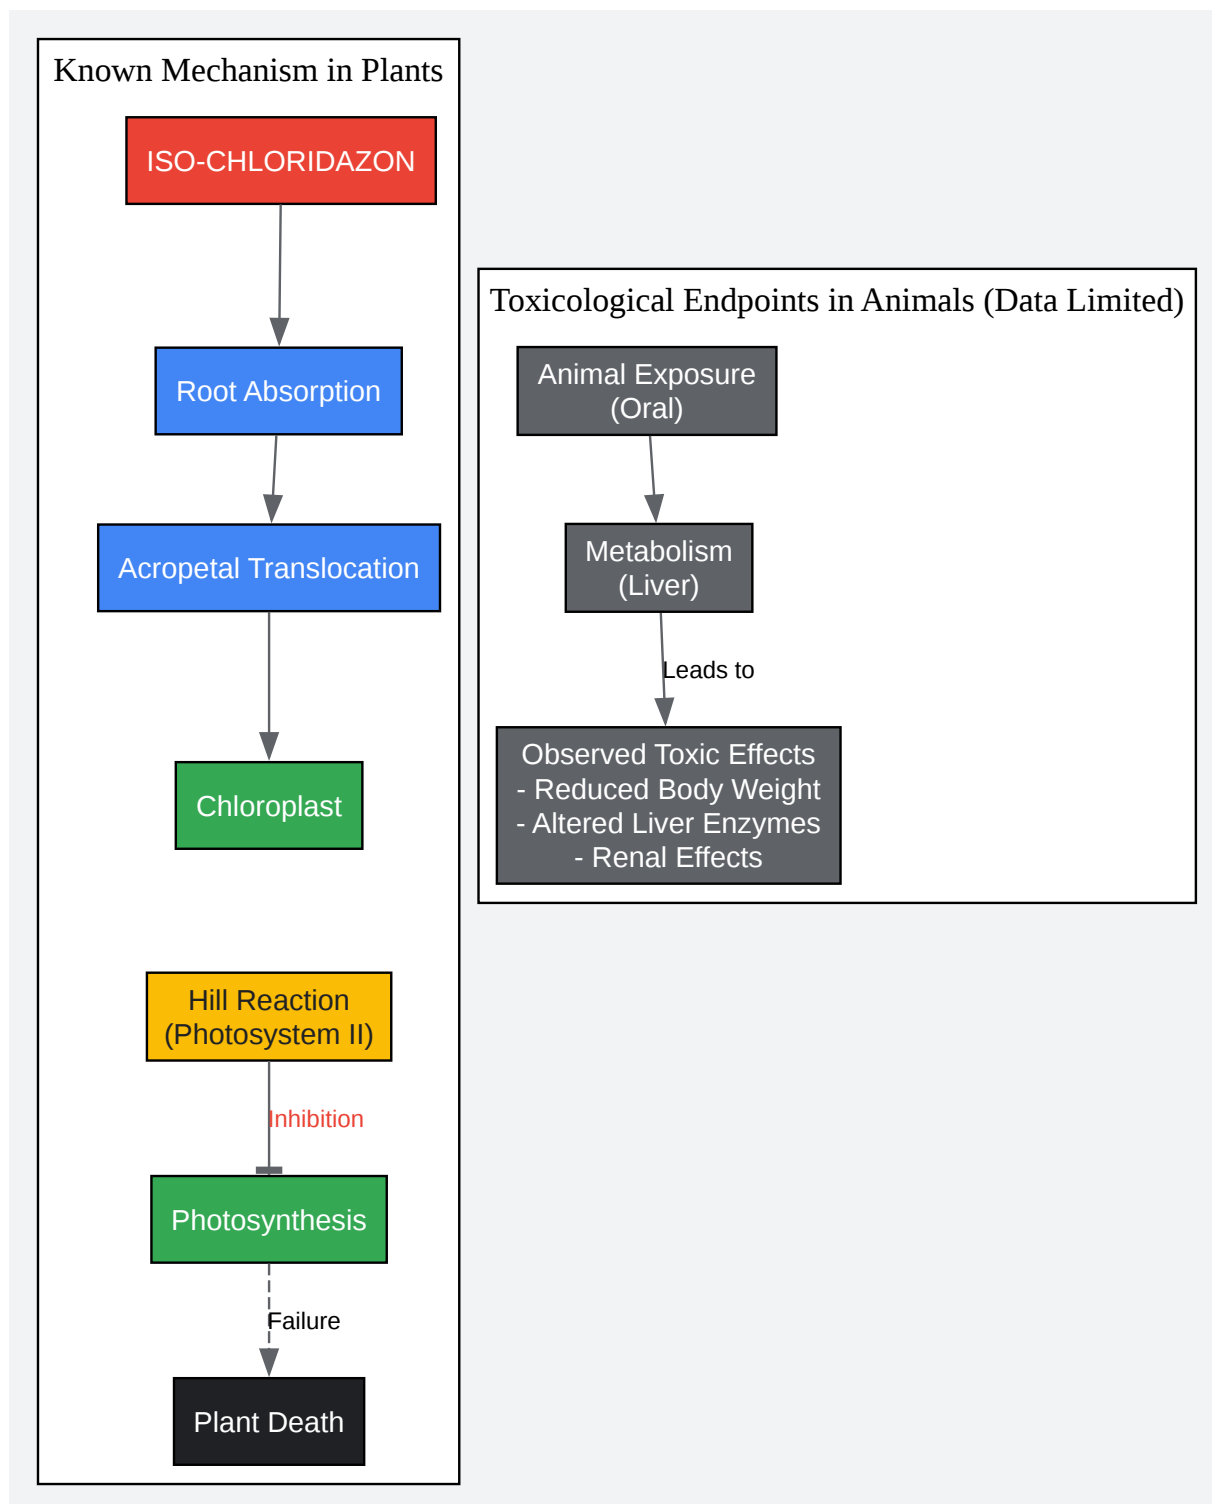 Known Mechanism in Plants
ISO-CHLORIDAZON
Root Absorption
Acropetal Translocation
Chloroplast
Hill Reaction
(Photosystem II)
Inhibition
Photosynthesis
Failure
Plant Death
Toxicological Endpoints in Animals (Data Limited)
Animal Exposure
(Oral)
Metabolism
(Liver)
Leads to
Observed Toxic Effects
- Reduced Body Weight
- Altered Liver Enzymes
- Renal Effects